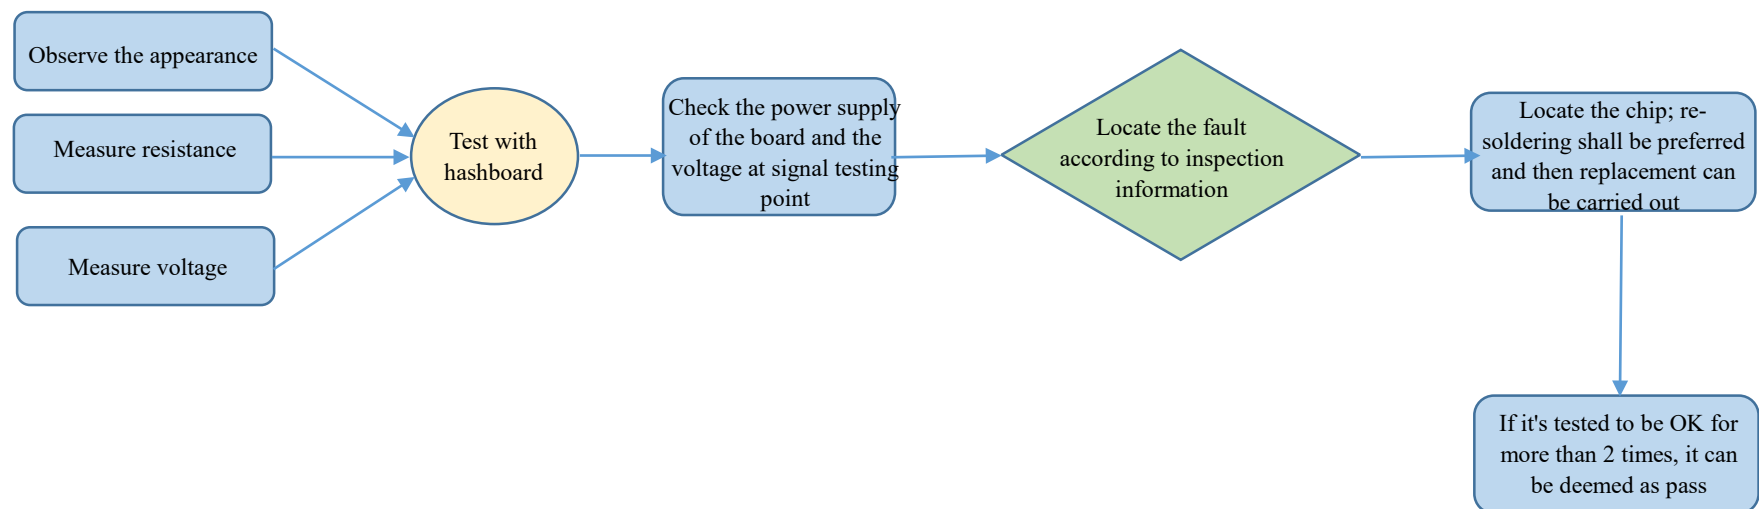 Observe the appearance
Measure resistance
Measure voltage
Test with
hashboard
Check the power supply
of the board and the
voltage at signal testing
point
Locate the fault
according to inspection
information
Locate the chip; re-
soldering shall be preferred
and then replacement can
be carried out
If it's tested to be OK for
more than 2 times, it can
be deemed as pass